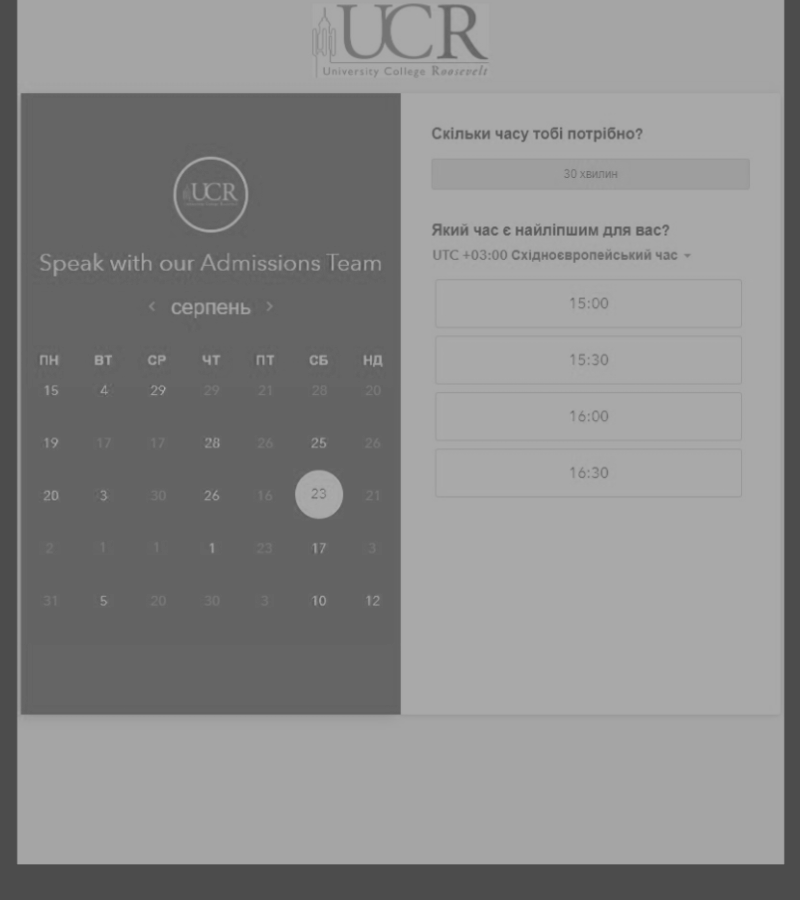 UCR
University College Roosevelt
UCR
Speak with our Admissions Team
‹ серпень ›
ПН ВТ СР ЧТ ПТ СБ НД
15 4 29 29 21 28 20
19 17 17 28 26 25 26
20 3 30 26 16 23 21
2 1 1 1 23 17 3
31 5 20 30 3 10 12
Скільки часу тобі потрібно?
30 хвилин
Який час є найліпшим для вас?
UTC +03:00 Східноєвропейський час
15:00
15:30
16:00
16:30